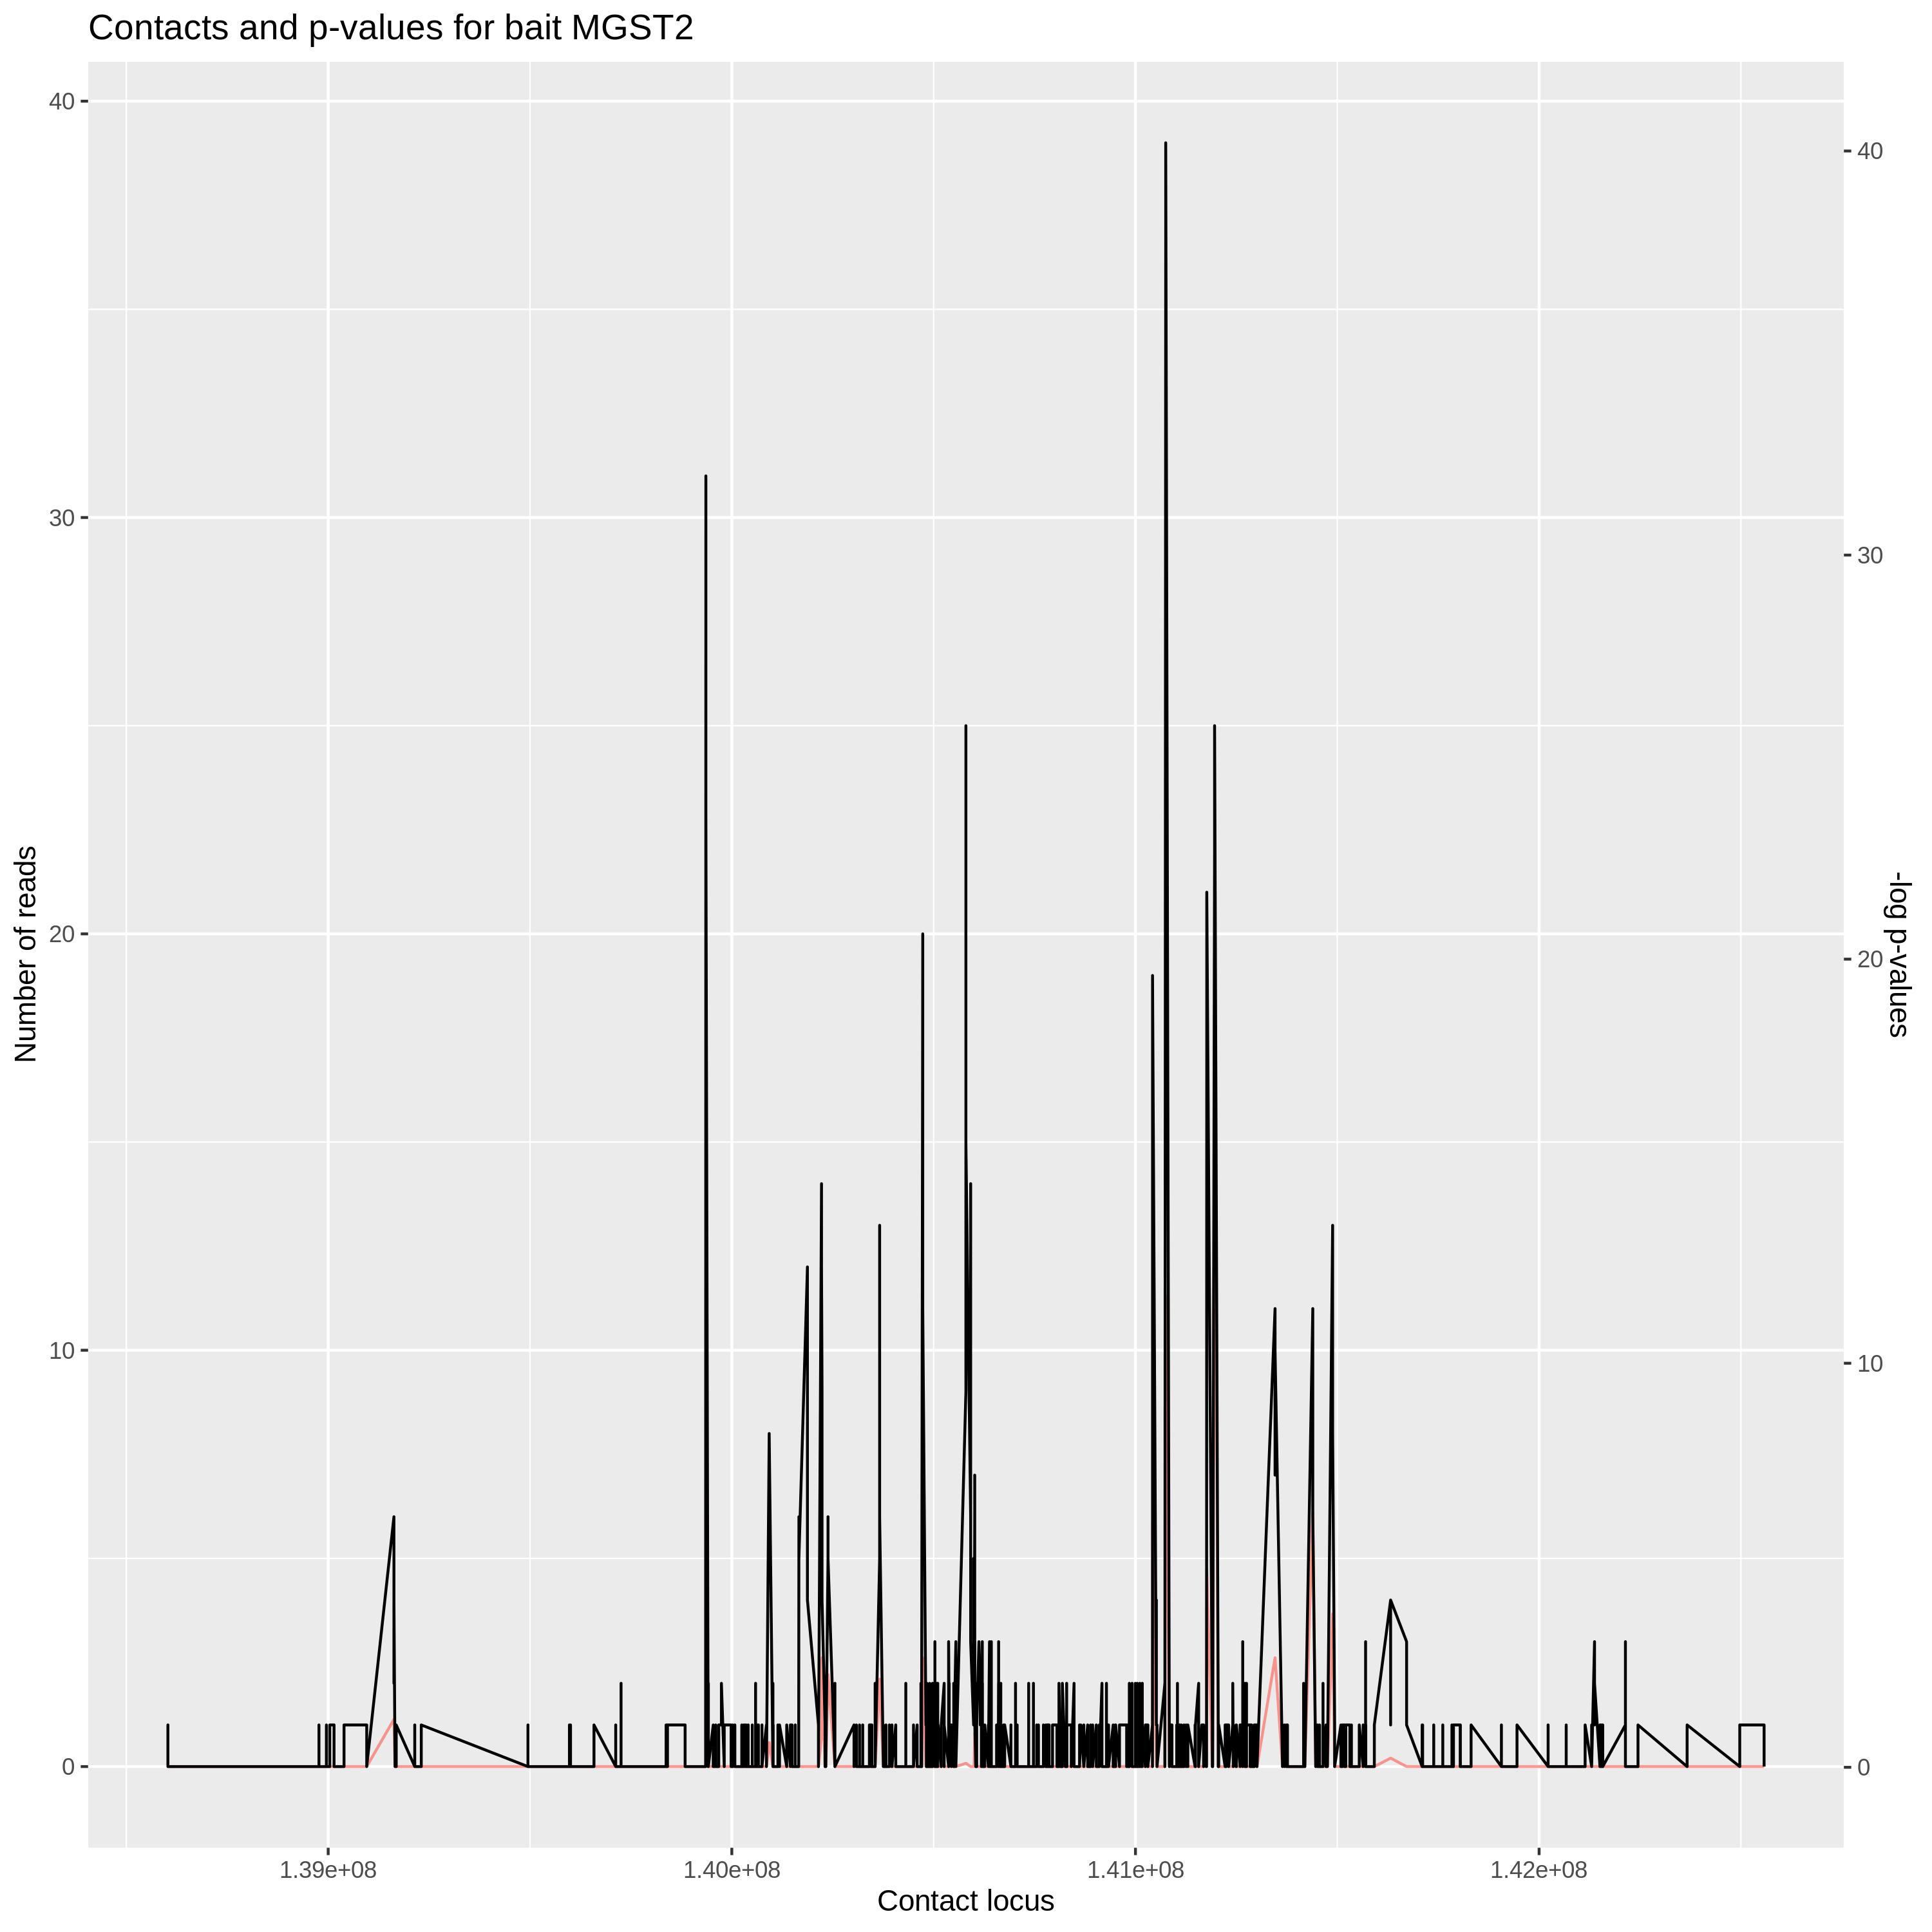 Contacts and p-values for bait MGST2
40
30
20
10
0
Number of reads
40
30
20
10
0
-log p-values
1.39e+08
1.40e+08
1.41e+08
1.42e+08
Contact locus